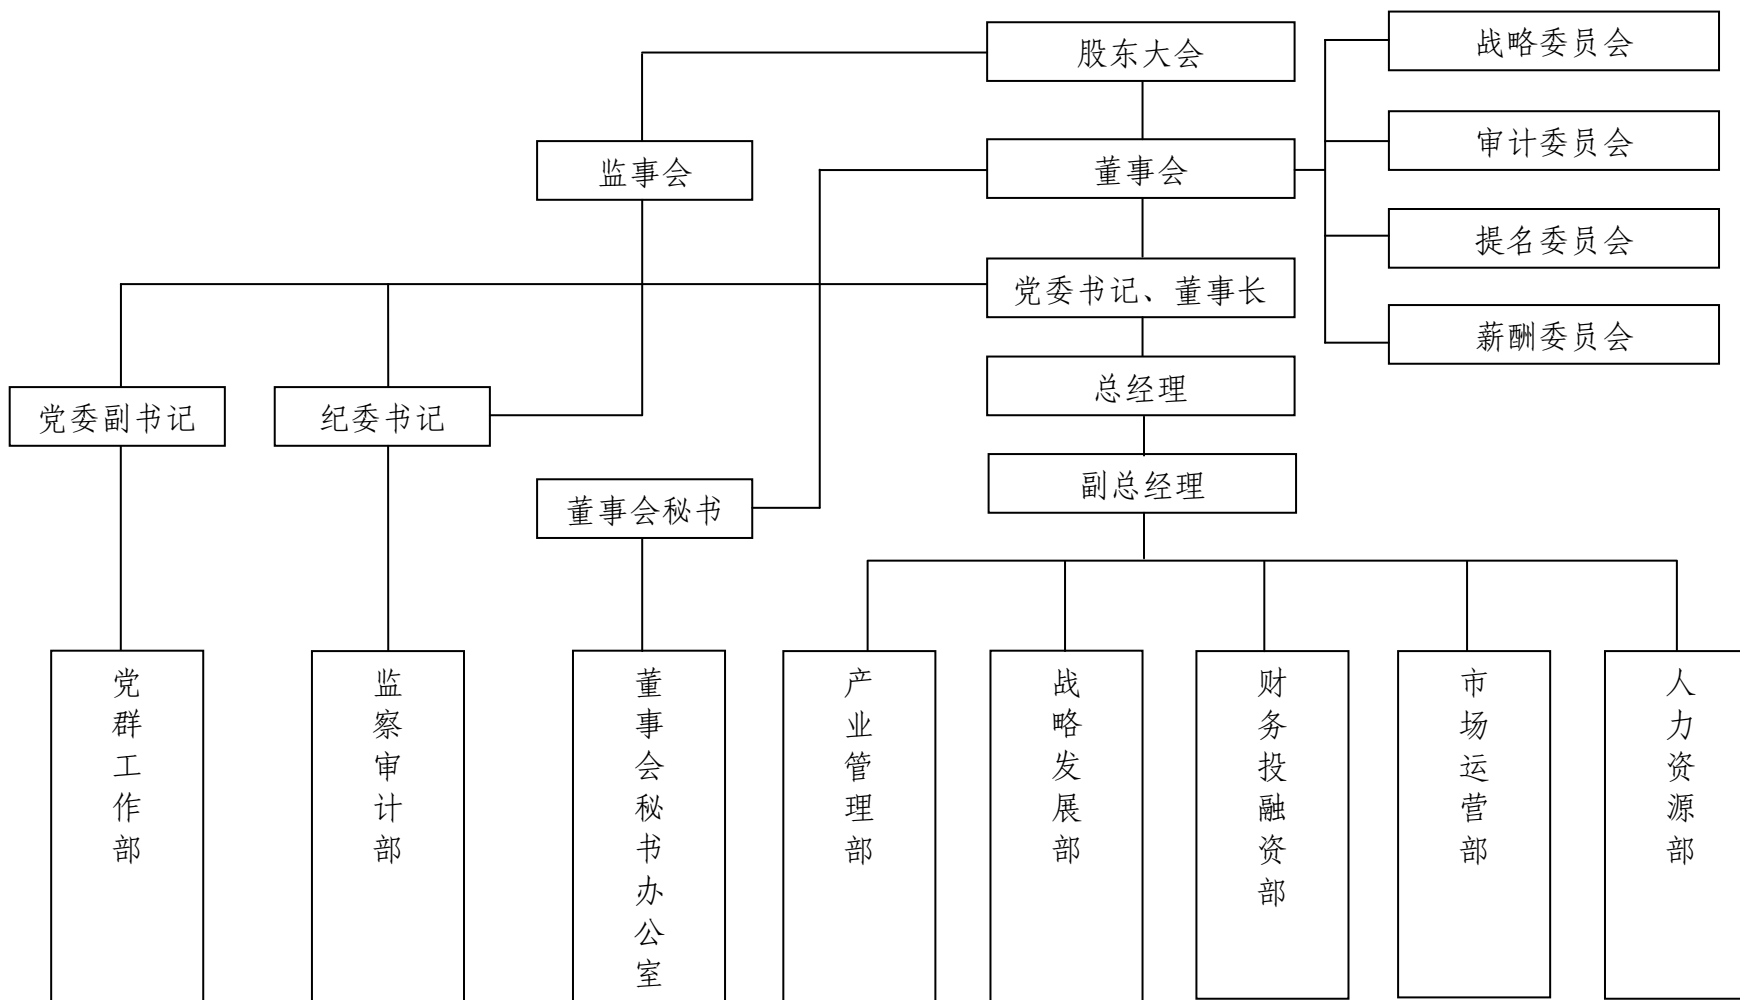 股东大会
战略委员会
审计委员会
监事会
董事会
提名委员会
党委书记、董事长
薪酬委员会
总经理
党委副书记
纪委书记
副总经理
董事会秘书
党群工作部
监察审计部
董事会秘书办公室
产业管理部
战略发展部
财务投融资部
市场运营部
人力资源部